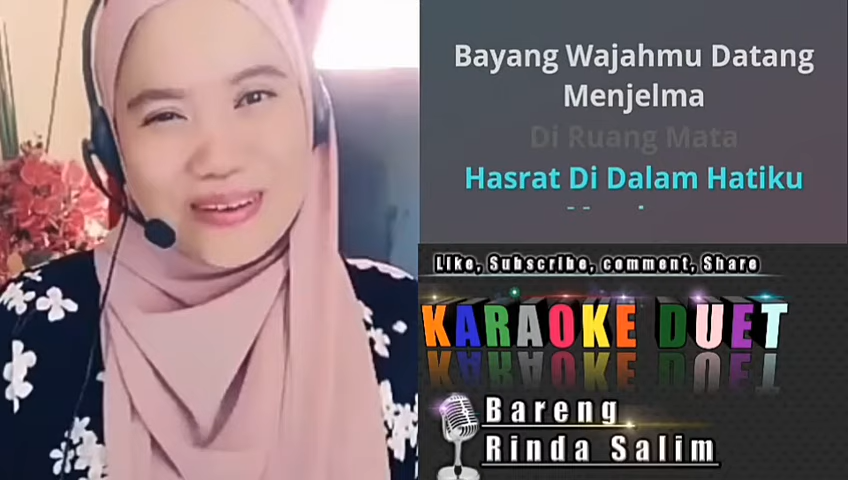 Bayang Wajahmu Datang
Menjelma
Di Ruang Mata
Hasrat Di Dalam Hatiku
Like, Subscribe, comment, Share
KARAOKE DUET
Bareng
Rinda Salim